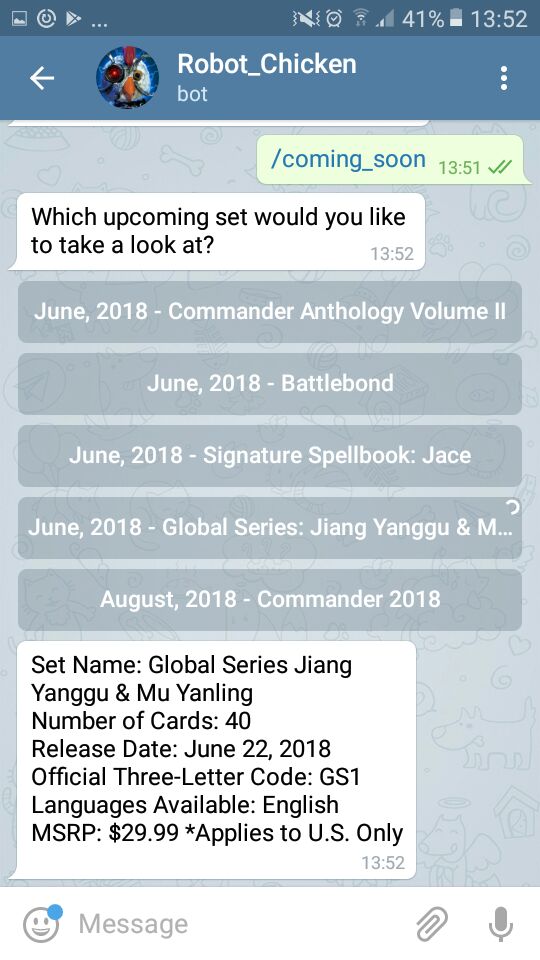 ... 41% 13:52
Robot_Chicken
bot
/coming_soon 13:51
Which upcoming set would you like
to take a look at?
13:52
June, 2018 - Commander Anthology Volume II
June, 2018 - Battlebond
June, 2018 - Signature Spellbook: Jace
June, 2018 - Global Series: Jiang Yanggu & M...
August, 2018 - Commander 2018
Set Name: Global Series Jiang
Yanggu & Mu Yanling
Number of Cards: 40
Release Date: June 22, 2018
Official Three-Letter Code: GS1
Languages Available: English
MSRP: $29.99 *Applies to U.S. Only
13:52
Message